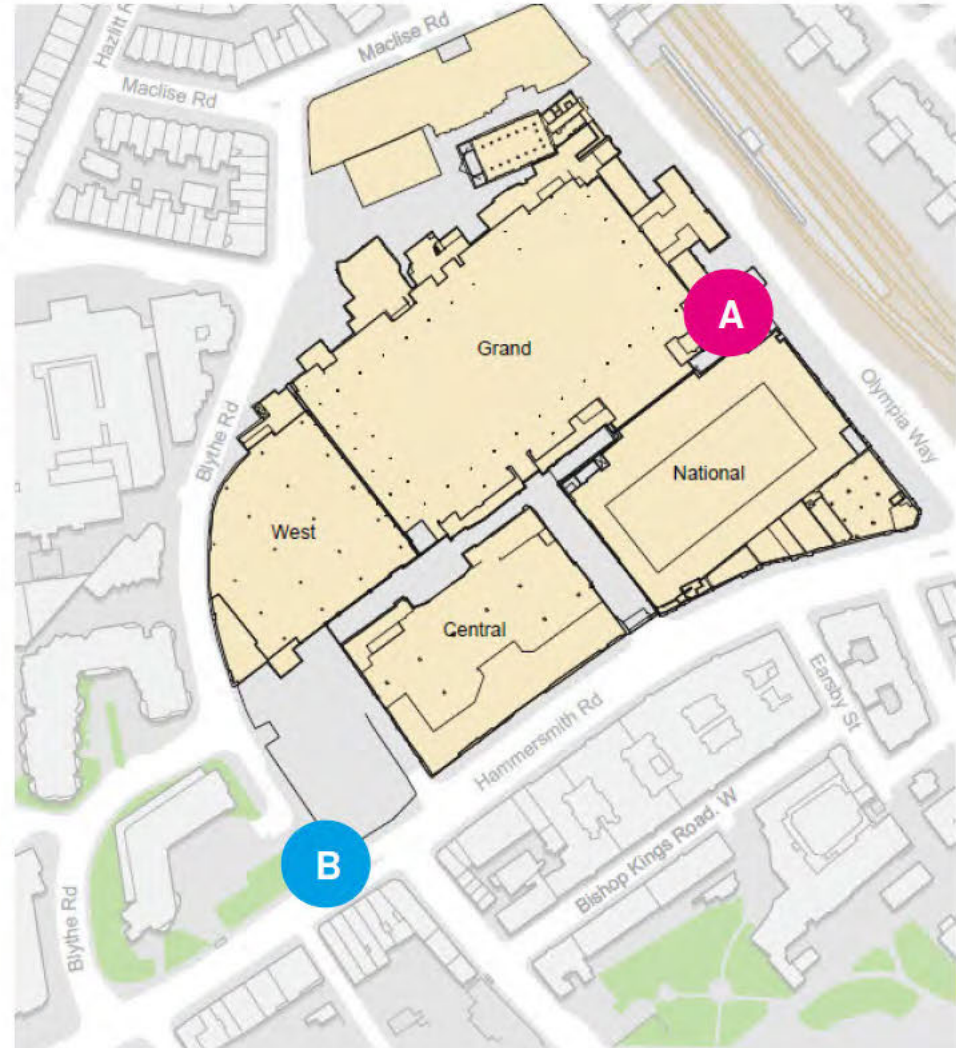 Hazlitt R
Maclise Rd
Maclise Rd
A
Grand
Olympia Way
Blythe Rd
National
West
Central
Earsby St
Hammersmith Rd
B
Bishop Kings Road. W
Blythe Rd